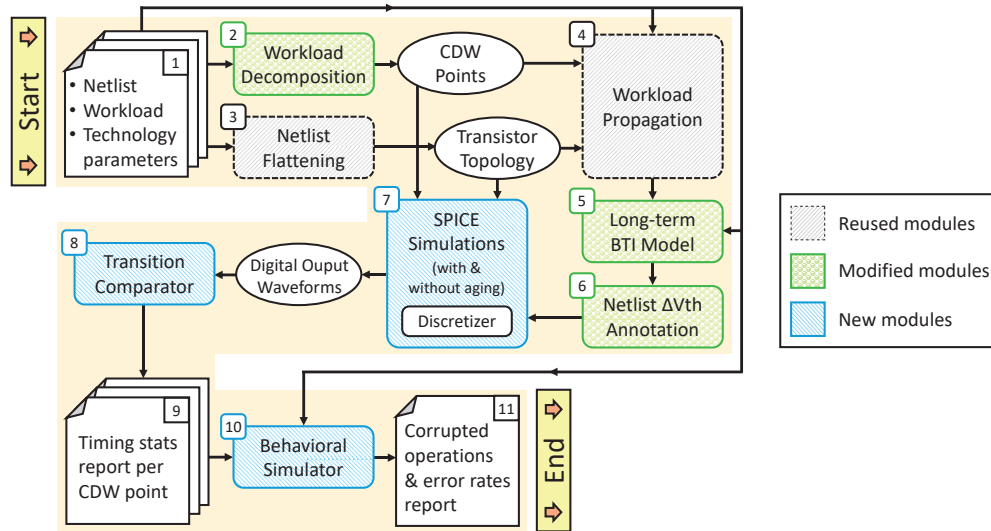 Start
1
• Netlist
• Workload
• Technology
parameters
2
Workload
Decomposition
CDW
Points
3
Netlist
Flattening
Transistor
Topology
4
Workload
Propagation
5
Long-term
BTI Model
6
Netlist ΔVth
Annotation
7
SPICE
Simulations
(with &
without aging)
Discretizer
Digital Ouput
Waveforms
8
Transition
Comparator
9
Timing stats
report per
CDW point
10
Behavioral
Simulator
11
Corrupted
operations
& error rates
report
End
Reused modules
Modified modules
New modules